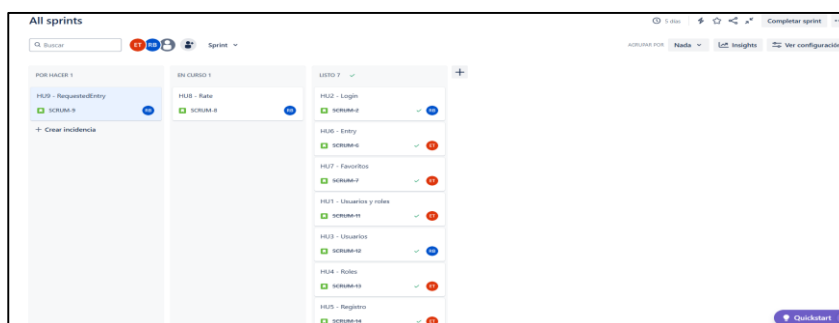 All sprints
5 días
Completar sprint
Buscar
ET RB
Sprint
AGRUPAR POR Nada
Insights
Ver configuración
POR HACER 1
HU9 - RequestedEntry
SCRUM-9 RB
+ Crear incidencia
EN CURSO 1
HU8 - Rate
SCRUM-8 RB
LISTO 7
HU2 - Login
SCRUM-2 RB
HU6 - Entry
SCRUM-6 ET
HU7 - Favoritos
SCRUM-7 ET
HU1 - Usuarios y roles
SCRUM-11 ET
HU3 - Usuarios
SCRUM-12 RB
HU4 - Roles
SCRUM-13 ET
HU5 - Registro
SCRUM-14 ET
Quickstart